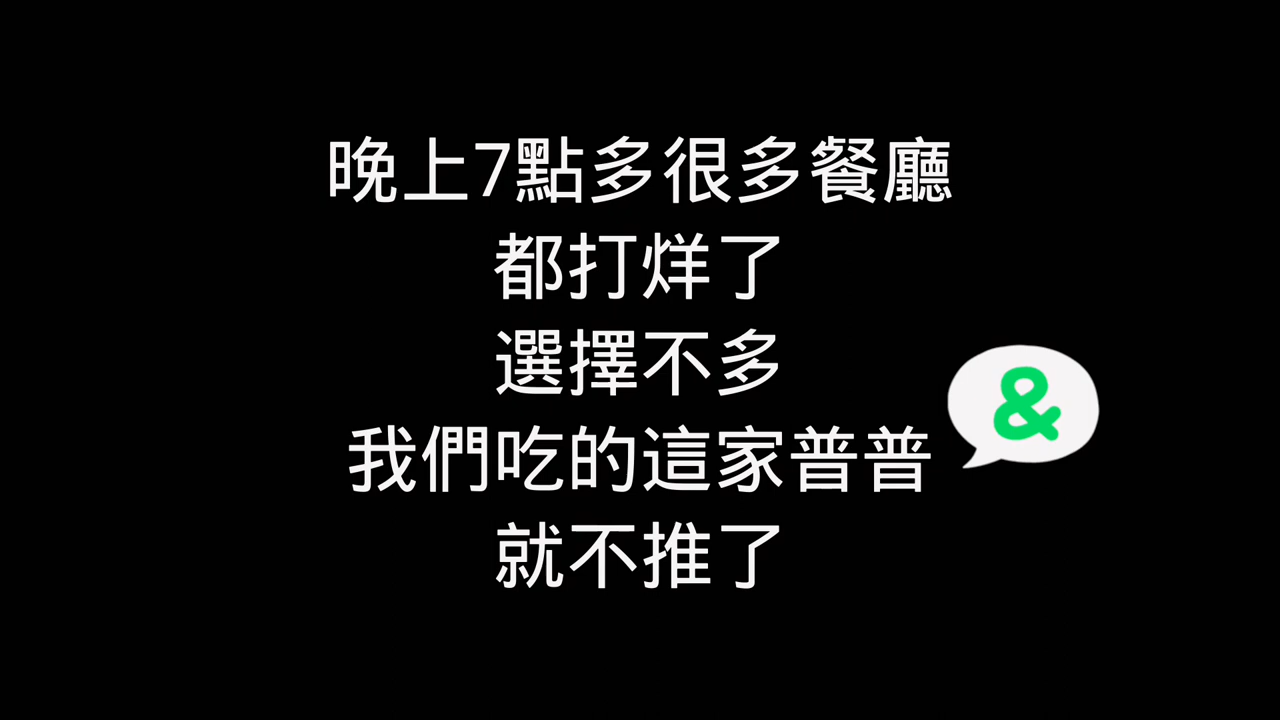 晚上7點多很多餐廳
都打烊了
選擇不多
我們吃的這家普普
就不推了
&